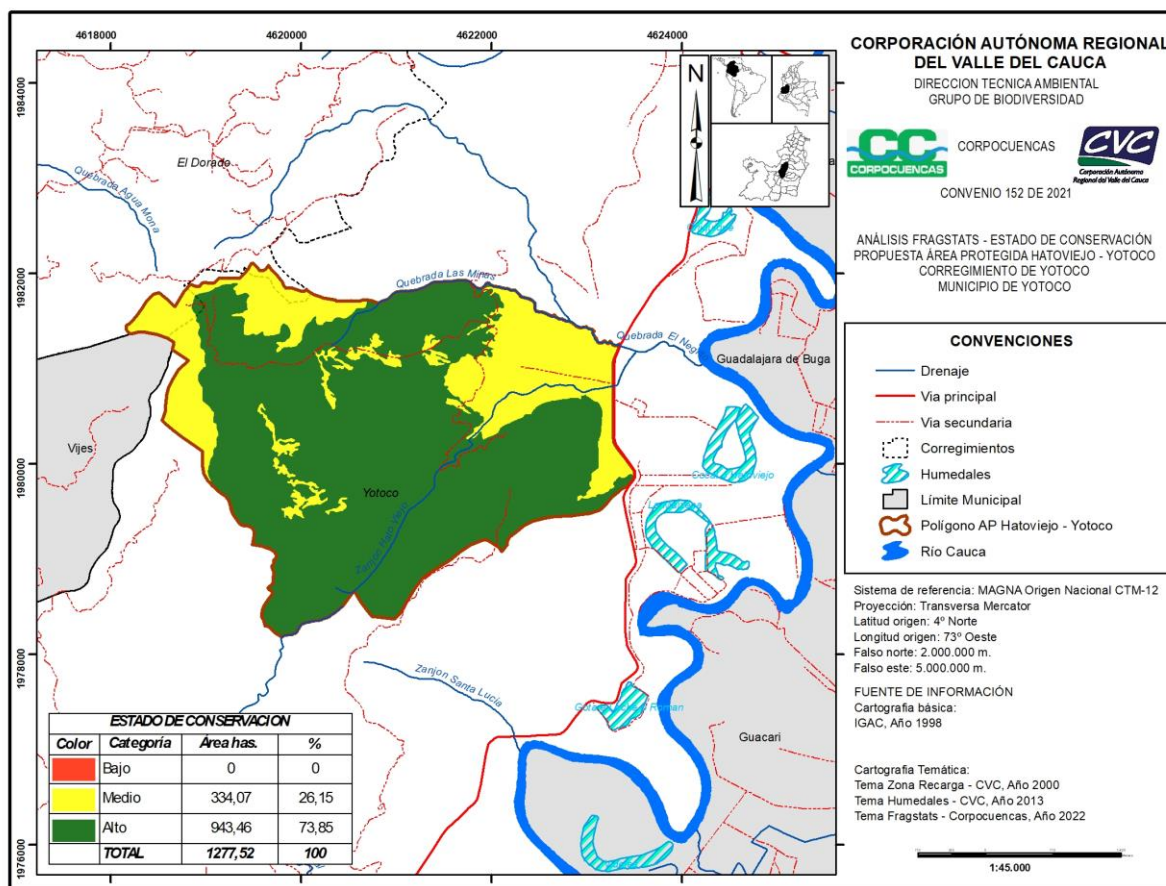 4618000
4620000
4622000
4624000
1984000
1982000
1980000
1978000
1976000
El Dorado
Quebrada Agua Mona
Quebrada Las Minas
Quebrada El Negr
Guadalajara de Buga
Vijes
Yotoco
Zanjon Hato Viejo
Zanjon Santa Lucia
Guacari
N
ESTADO DE CONSERVACION
Color Categoría Área has. %
Bajo 0 0
Medio 334,07 26,15
Alto 943,46 73,85
TOTAL 1277,52 100
CORPORACIÓN AUTÓNOMA REGIONAL
DEL VALLE DEL CAUCA
DIRECCION TECNICA AMBIENTAL
GRUPO DE BIODIVERSIDAD
CC
CORPOCUENCAS
CORPOCUENCAS
CVC
Corporación Autónoma
Regional del Valle del Cauca
CONVENIO 152 DE 2021
ANÁLISIS FRAGSTATS - ESTADO DE CONSERVACIÓN
PROPUESTA ÁREA PROTEGIDA HATOVIEJO - YOTOCO
CORREGIMIENTO DE YOTOCO
MUNICIPIO DE YOTOCO
CONVENCIONES
Drenaje
Via principal
Via secundaria
Corregimientos
Humedales
Límite Municipal
Polígono AP Hatoviejo - Yotoco
Río Cauca
Sistema de referencia: MAGNA Origen Nacional CTM-12
Proyección: Transversa Mercator
Latitud origen: 4º Norte
Longitud origen: 73º Oeste
Falso norte: 2.000.000 m.
Falso este: 5.000.000 m.
FUENTE DE INFORMACIÓN
Cartografía básica:
IGAC, Año 1998
Cartografia Temática:
Tema Zona Recarga - CVC, Año 2000
Tema Humedales - CVC, Año 2013
Tema Fragstats - Corpocuencas, Año 2022
1:45.000